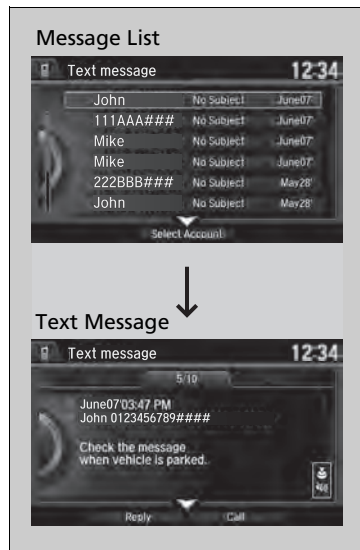 Message List
Text message 12:34
John No Subject June07'
111AAA### No Subject June07'
Mike No Subject June07'
Mike No Subject June07'
222BBB### No Subject May28'
John No Subject May28'
Select Account
Text Message
Text message 12:34
5/10
June07'03:47 PM
John 0123456789####
Check the message
when vehicle is parked.
Reply Call